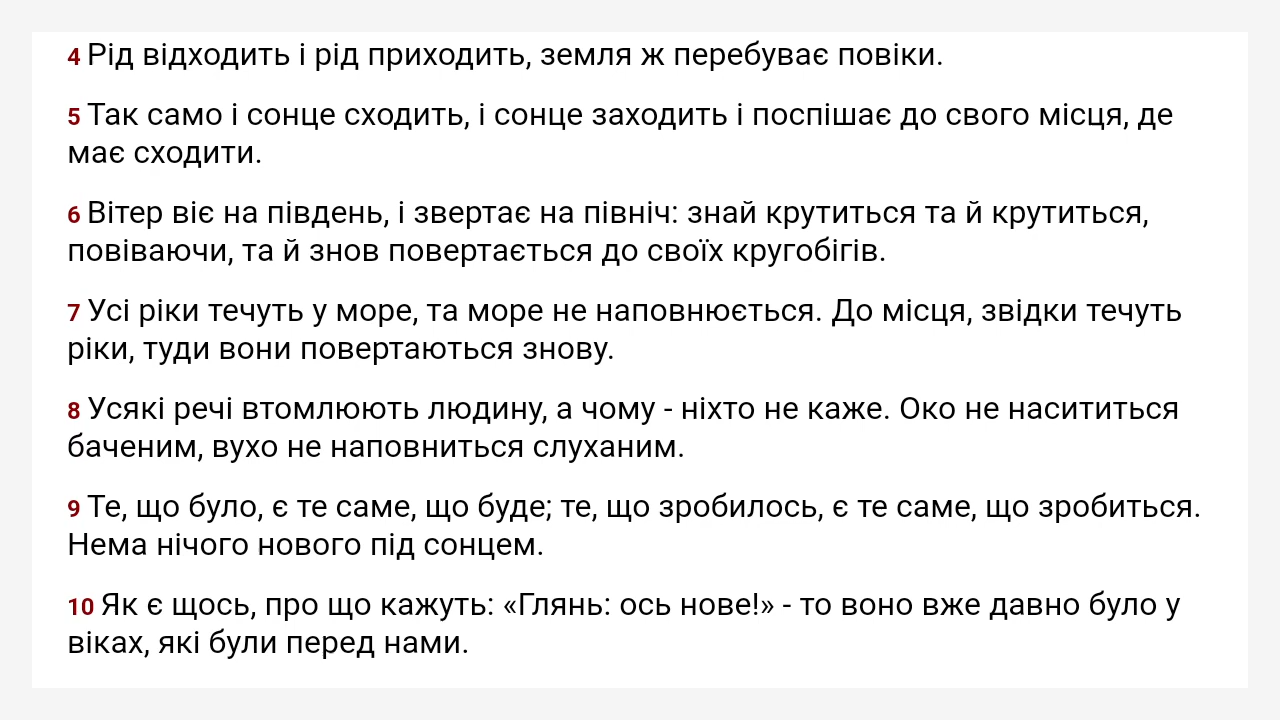 4 Рід відходить і рід приходить, земля ж перебуває повіки.
5 Так само і сонце сходить, і сонце заходить і поспішає до свого місця, де
має сходити.
6 Вітер віє на південь, і звертає на північ: знай крутиться та й крутиться,
повіваючи, та й знов повертається до своїх кругобігів.
7 Усі ріки течуть у море, та море не наповнюється. До місця, звідки течуть
ріки, туди вони повертаються знову.
8 Усякі речі втомлюють людину, а чому - ніхто не каже. Око не насититься
баченим, вухо не наповниться слуханим.
9 Те, що було, є те саме, що буде; те, що зробилось, є те саме, що зробиться.
Нема нічого нового під сонцем.
10 Як є щось, про що кажуть: «Глянь: ось нове!» - то воно вже давно було у
віках, які були перед нами.